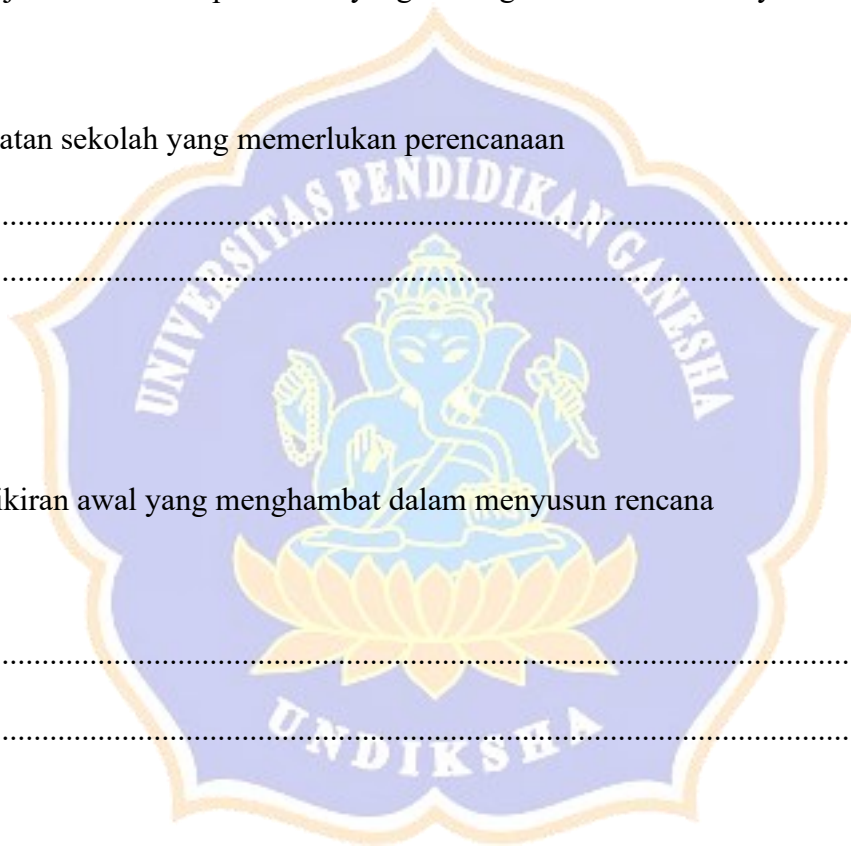 atan sekolah yang memerlukan perencanaan
UNIVERSITAS PENDIDIKAN GANESHA
....................................................................................................
....................................................................................................
ikiran awal yang menghambat dalam menyusun rencana
....................................................................................................
....................................................................................................
UNDIKSHA